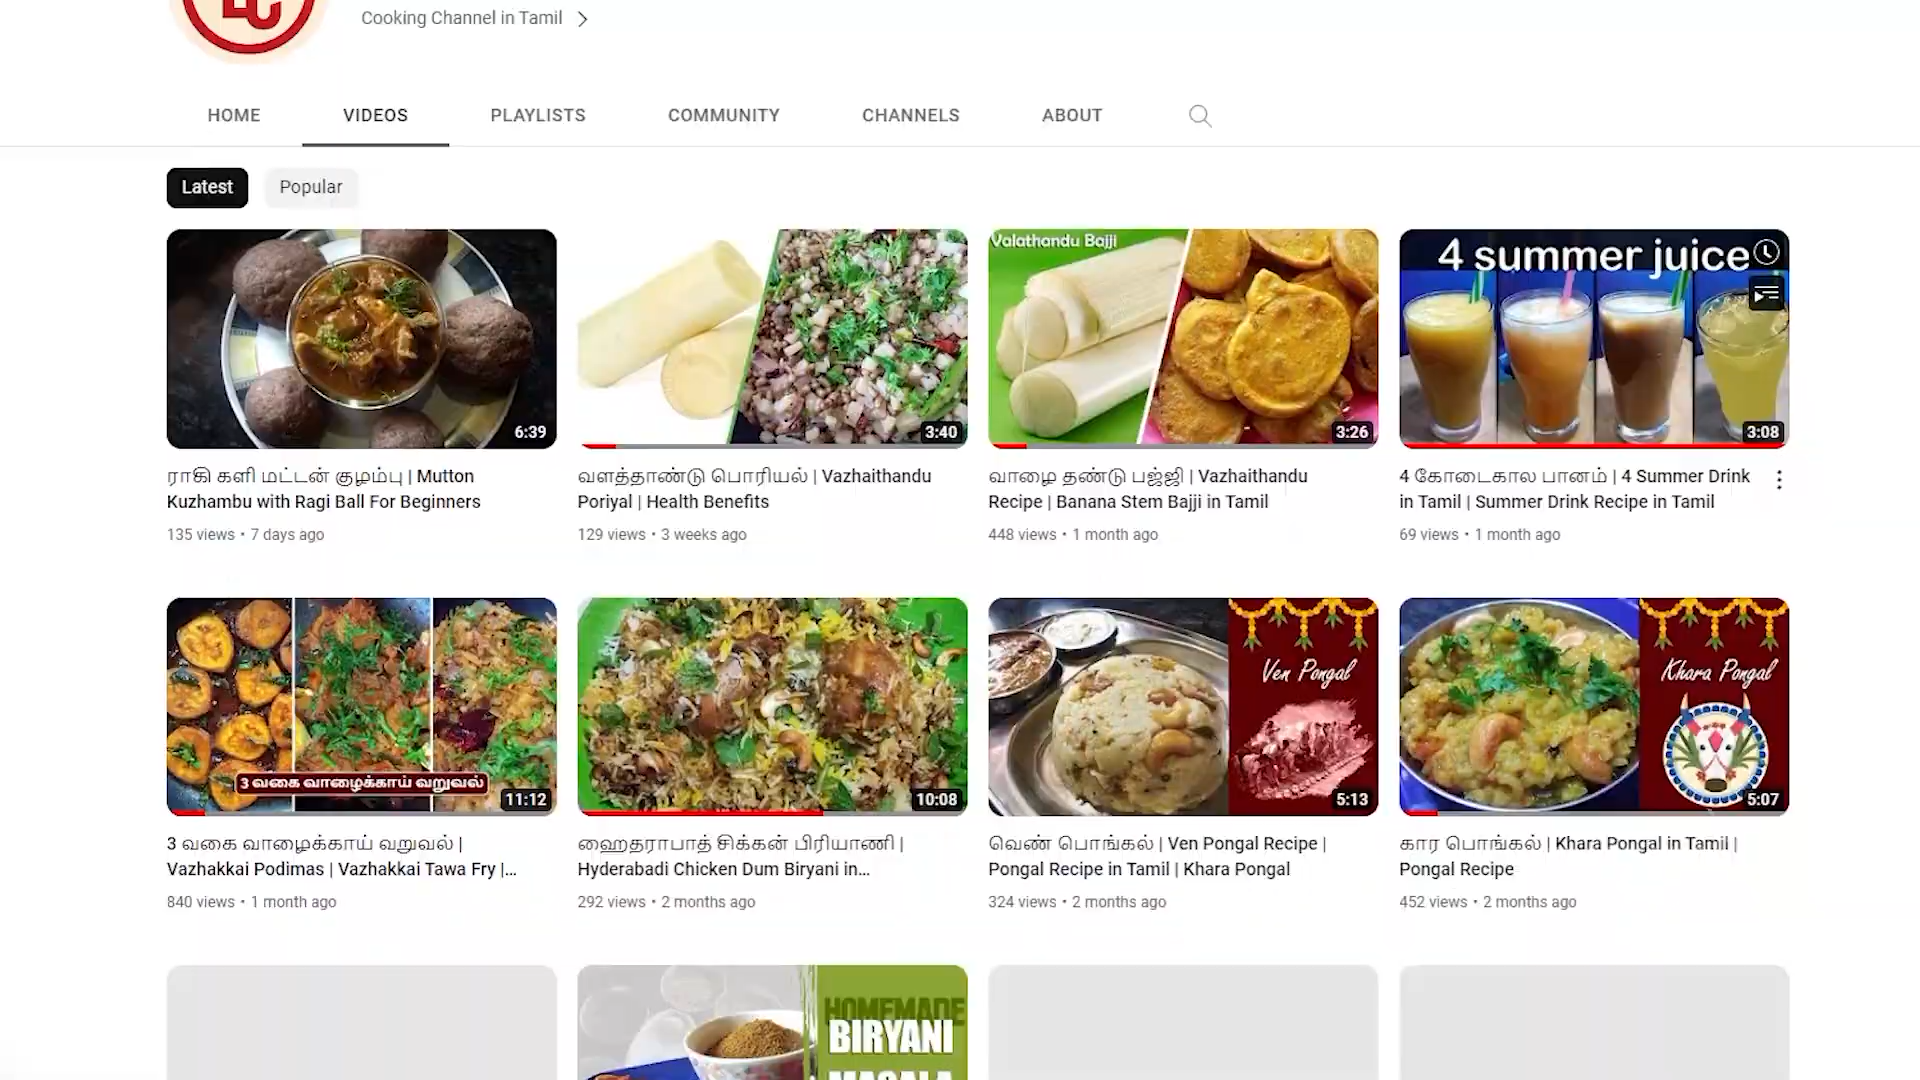 Cooking Channel in Tamil
HOME VIDEOS PLAYLISTS COMMUNITY CHANNELS ABOUT
Latest Popular
Valathandu Bajji
4 summer juice
6:39 3:40 3:26 3:08
ராகி களி மட்டன் குழம்பு | Mutton
Kuzhambu with Ragi Ball For Beginners
135 views • 7 days ago
வளத்தாண்டு பொரியல் | Vazhaithandu
Poriyal | Health Benefits
129 views • 3 weeks ago
வாழை தண்டு பஜ்ஜி | Vazhaithandu
Recipe | Banana Stem Bajji in Tamil
448 views • 1 month ago
4 கோடைகால பானம் | 4 Summer Drink
in Tamil | Summer Drink Recipe in Tamil
69 views • 1 month ago
Ven Pongal
Khara Pongal
3 வகை வாழைக்காய் வறுவல்
11:12 10:08 5:13 5:07
3 வகை வாழைக்காய் வறுவல் |
Vazhakkai Podimas | Vazhakkai Tawa Fry |...
840 views • 1 month ago
ஹைதராபாத் சிக்கன் பிரியாணி |
Hyderabadi Chicken Dum Biryani in...
292 views • 2 months ago
வெண் பொங்கல் | Ven Pongal Recipe |
Pongal Recipe in Tamil | Khara Pongal
324 views • 2 months ago
கார பொங்கல் | Khara Pongal in Tamil |
Pongal Recipe
452 views • 2 months ago
HOMEMADE
BIRYANI
MASALA